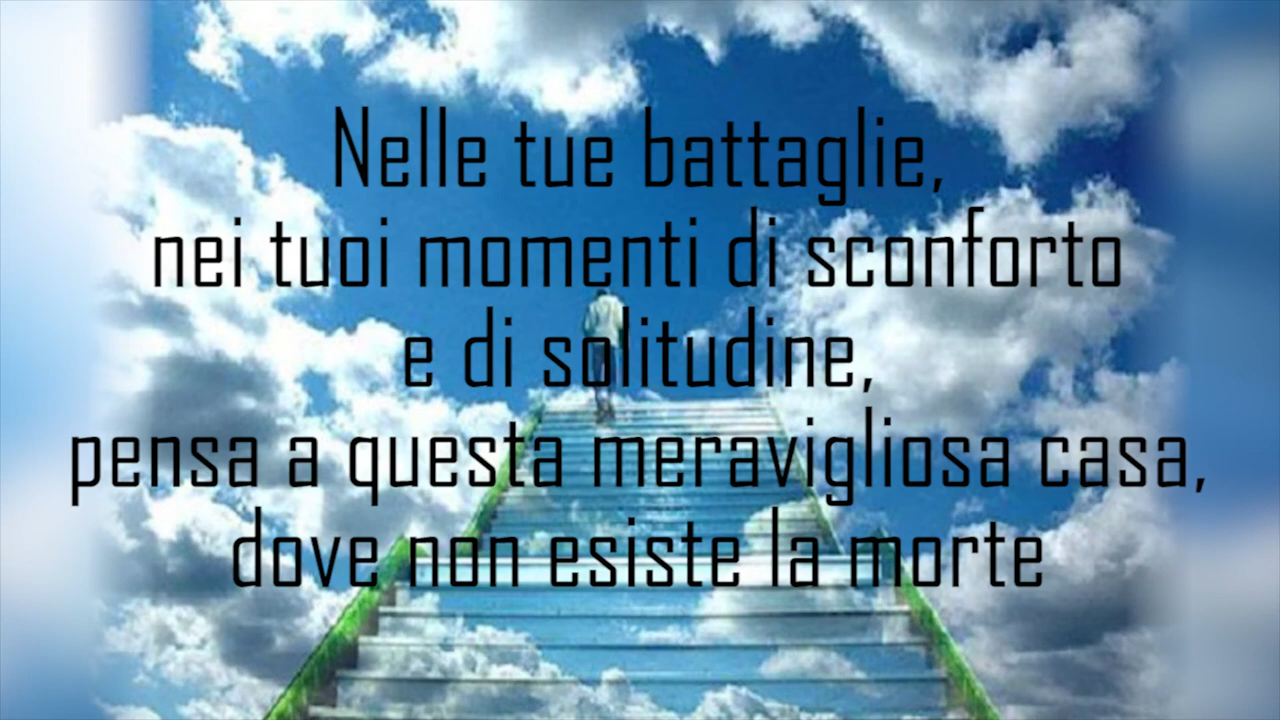 Nelle tue battaglie,
nei tuoi momenti di sconforto
e di solitudine,
pensa a questa meravigliosa casa,
dove non esiste la morte